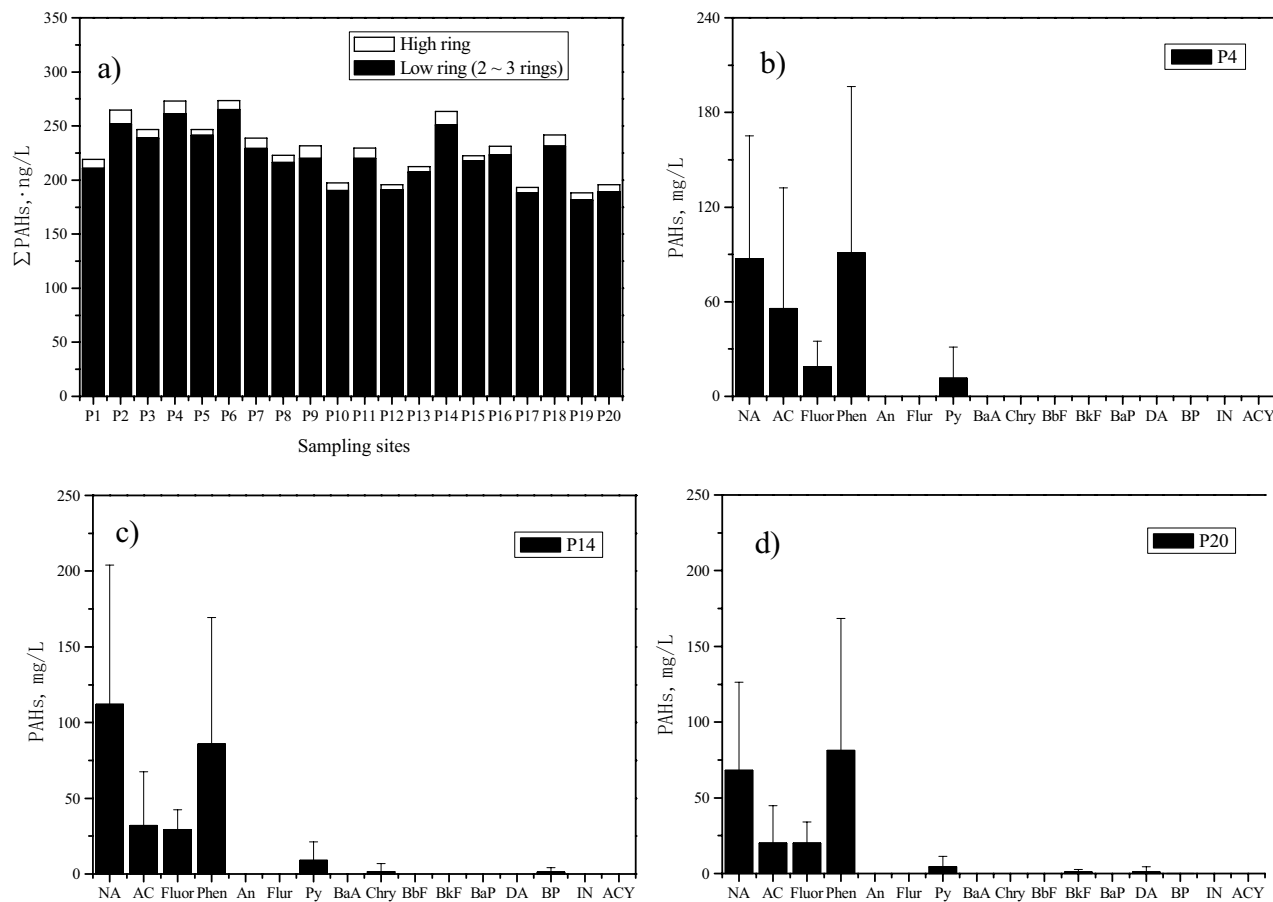 350
300
250
200
150
100
50
0
∑PAHs,·ng/L
a)
High ring
Low ring (2 ~ 3 rings)
P1 P2 P3 P4 P5 P6 P7 P8 P9 P10 P11 P12 P13 P14 P15 P16 P17 P18 P19 P20
Sampling sites
240
180
120
60
0
PAHs, mg/L
b)
P4
NA AC Fluor Phen An Flur Py BaA Chry BbF BkF BaP DA BP IN ACY
250
200
150
100
50
0
PAHs, mg/L
c)
P14
NA AC Fluor Phen An Flur Py BaA Chry BbF BkF BaP DA BP IN ACY
250
200
150
100
50
0
PAHs, mg/L
d)
P20
NA AC Fluor Phen An Flur Py BaA Chry BbF BkF BaP DA BP IN ACY